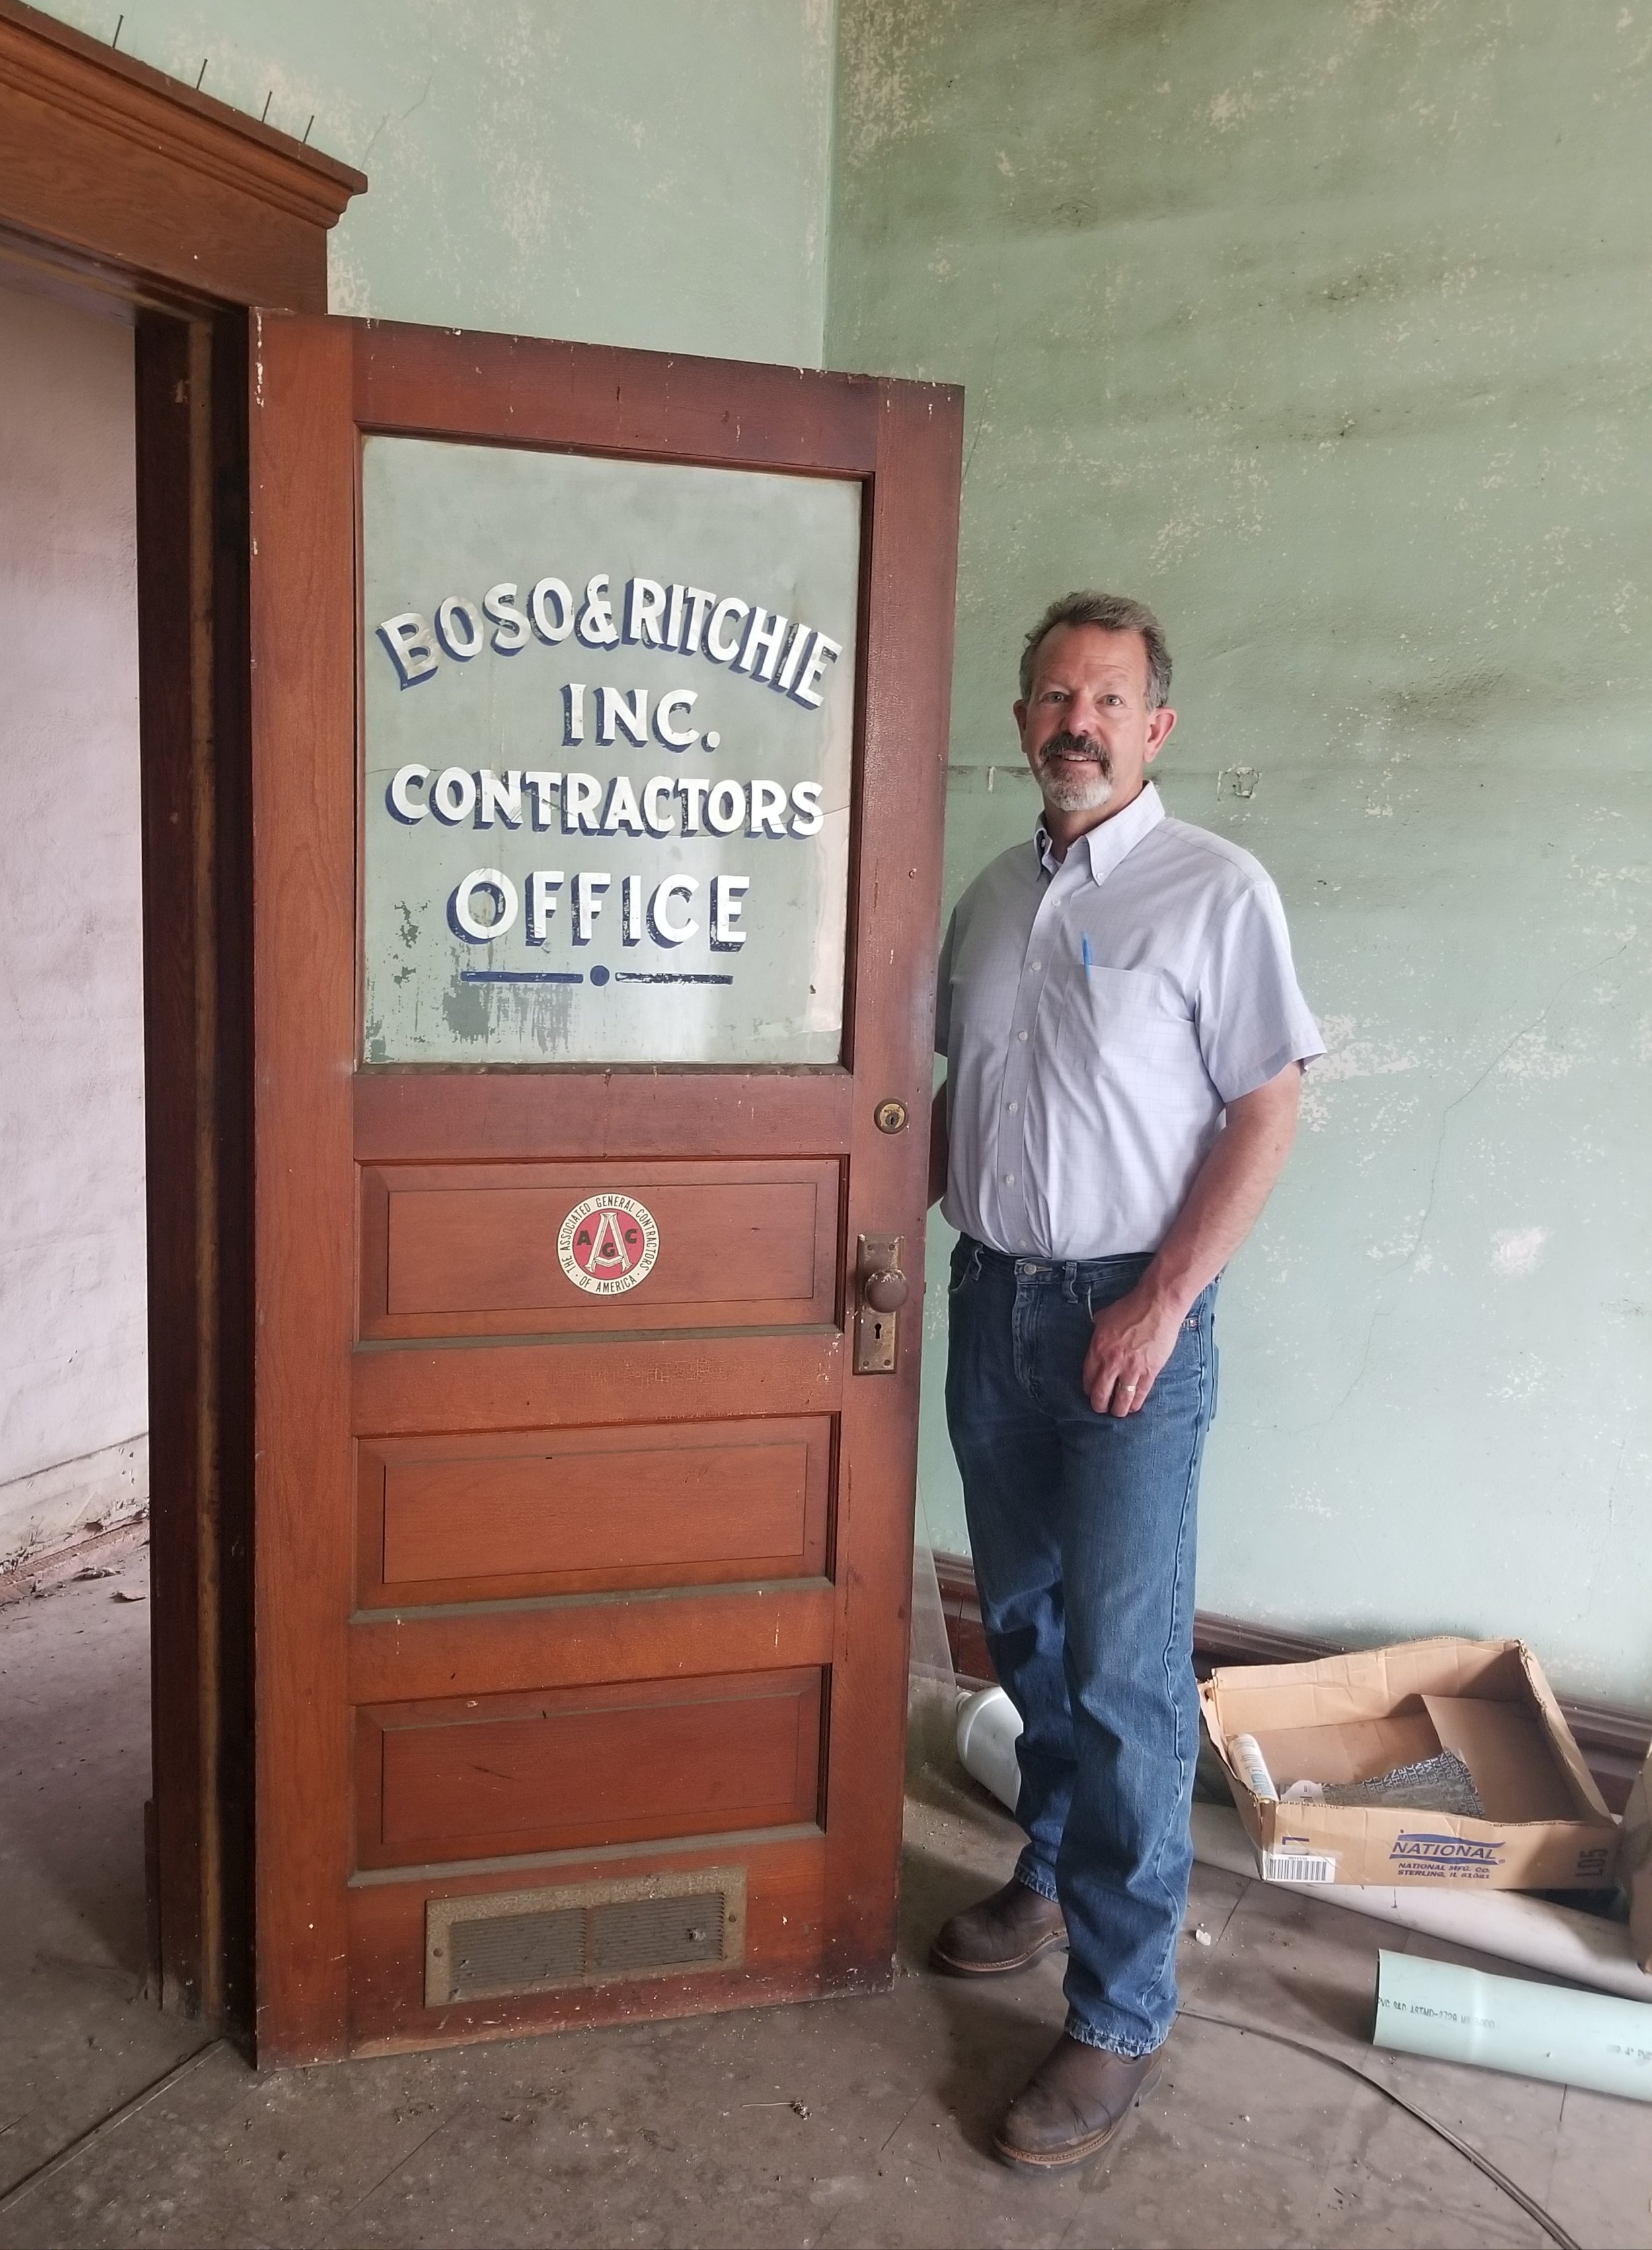 BOSO & RITCHIE
INC.
CONTRACTORS
OFFICE
THE ASSOCIATED GENERAL CONTRACTORS
OF AMERICA
AGC
NATIONAL®
NATIONAL MFG. CO.
STERLING, IL 61081
L05